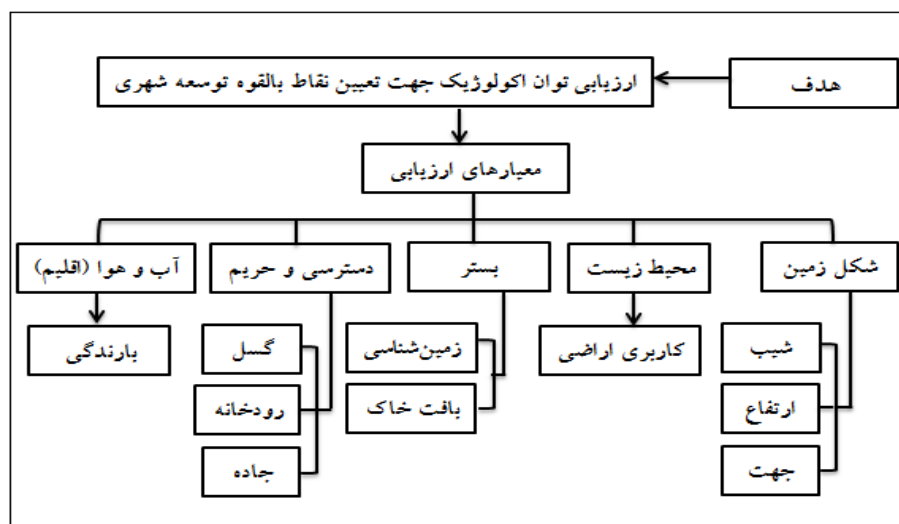 هدف
ارزیابی توان اکولوژیک جهت تعیین نقاط بالقوه توسعه شهری
معیارهای ارزیابی
شکل زمین
محیط زیست
بستر
دسترسی و حریم
آب و هوا (اقلیم)
شیب
ارتفاع
جهت
کاربری اراضی
زمین‌شناسی
بافت خاک
گسل
رودخانه
جاده
بارندگی